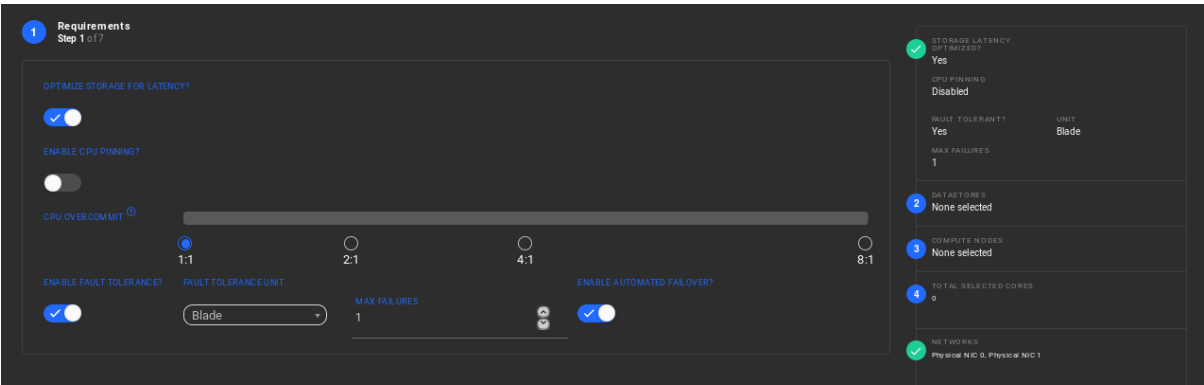 1
Requirements
Step 1 of 7
OPTIMIZE STORAGE FOR LATENCY?
ENABLE CPU PINNING?
CPU OVERCOMMIT ?
1:1 2:1 4:1 8:1
ENABLE FAULT TOLERANCE? FAULT TOLERANCE UNIT ENABLE AUTOMATED FAILOVER?
MAX FAILURES
Blade 1
STORAGE LATENCY
OPTIMIZED?
Yes
CPU PINNING
Disabled
FAULT TOLERANT? UNIT
Yes Blade
MAX FAILURES
1
2
DATASTORES
None selected
3
COMPUTE NODES
None selected
4
TOTAL SELECTED CORES
0
NETWORKS
Physical NIC 0, Physical NIC 1